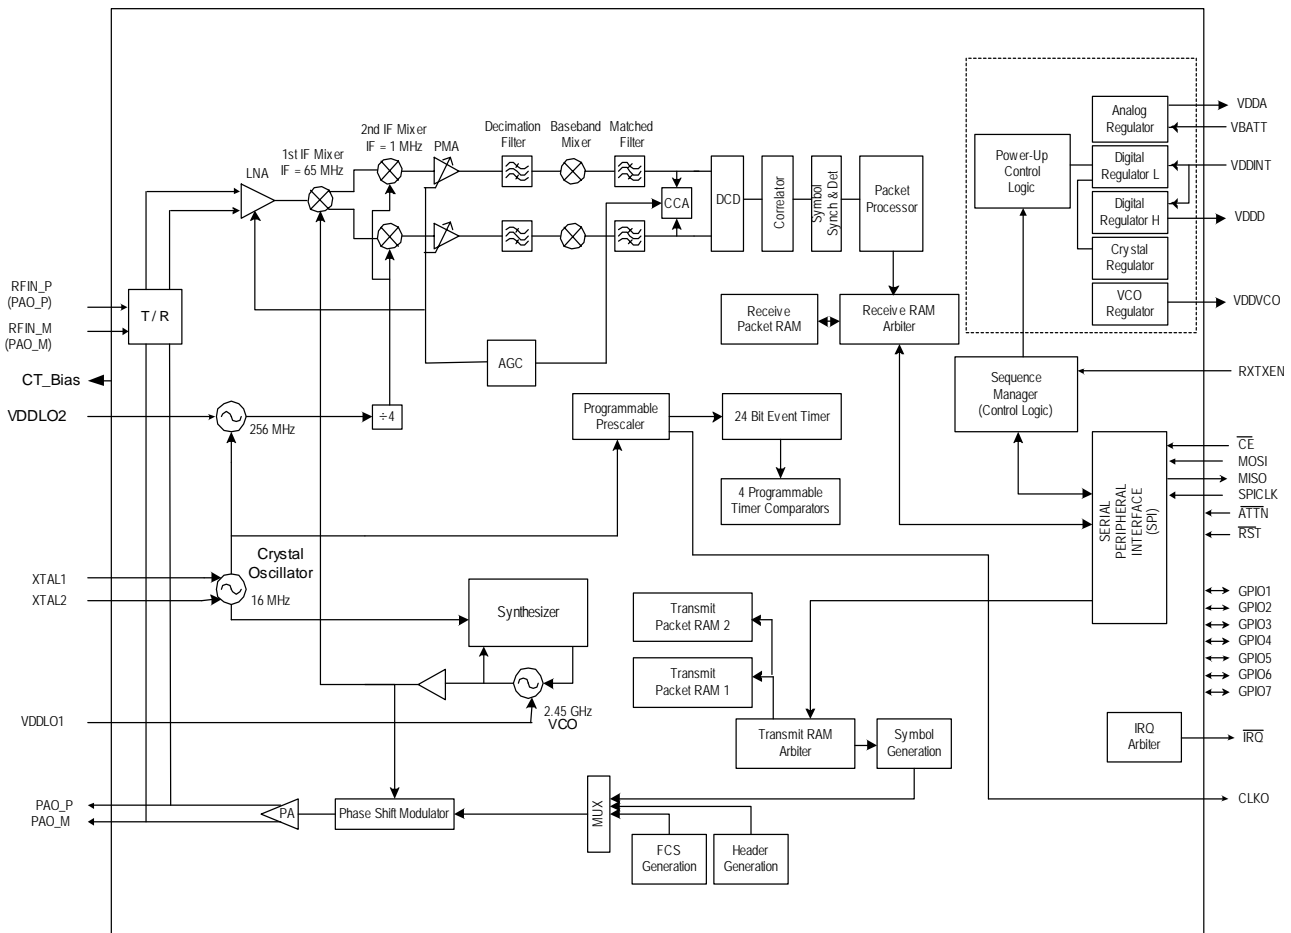 Analog
Regulator
VDDA
VBATT
2nd IF Mixer
IF = 1 MHz
PMA
Decimation
Filter
Baseband
Mixer
Matched
Filter
1st IF Mixer
IF = 65 MHz
LNA
Power-Up
Control
Logic
Digital
Regulator L
VDDINT
CCA
DCD
Correlator
Symbol
Synch & Det
Packet
Processor
Digital
Regulator H
VDDD
Crystal
Regulator
RFIN_P
(PAO_P)
RFIN_M
(PAO_M)
T / R
Receive
Packet RAM
Receive RAM
Arbiter
VCO
Regulator
VDDVCO
CT_Bias
AGC
Sequence
Manager
(Control Logic)
RXTXEN
VDDLO2
256 MHz
÷4
Programmable
Prescaler
24 Bit Event Timer
4 Programmable
Timer Comparators
SERIAL
PERIPHERAL
INTERFACE
(SPI)
CE
MOSI
MISO
SPICLK
ATTN
RST
Crystal
Oscillator
XTAL1
XTAL2
16 MHz
Synthesizer
Transmit
Packet RAM 2
Transmit
Packet RAM 1
GPIO1
GPIO2
GPIO3
GPIO4
GPIO5
GPIO6
GPIO7
VDDLO1
2.45 GHz
VCO
Transmit RAM
Arbiter
Symbol
Generation
IRQ
Arbiter
IRQ
PAO_P
PAO_M
PA
Phase Shift Modulator
MUX
FCS
Generation
Header
Generation
CLKO